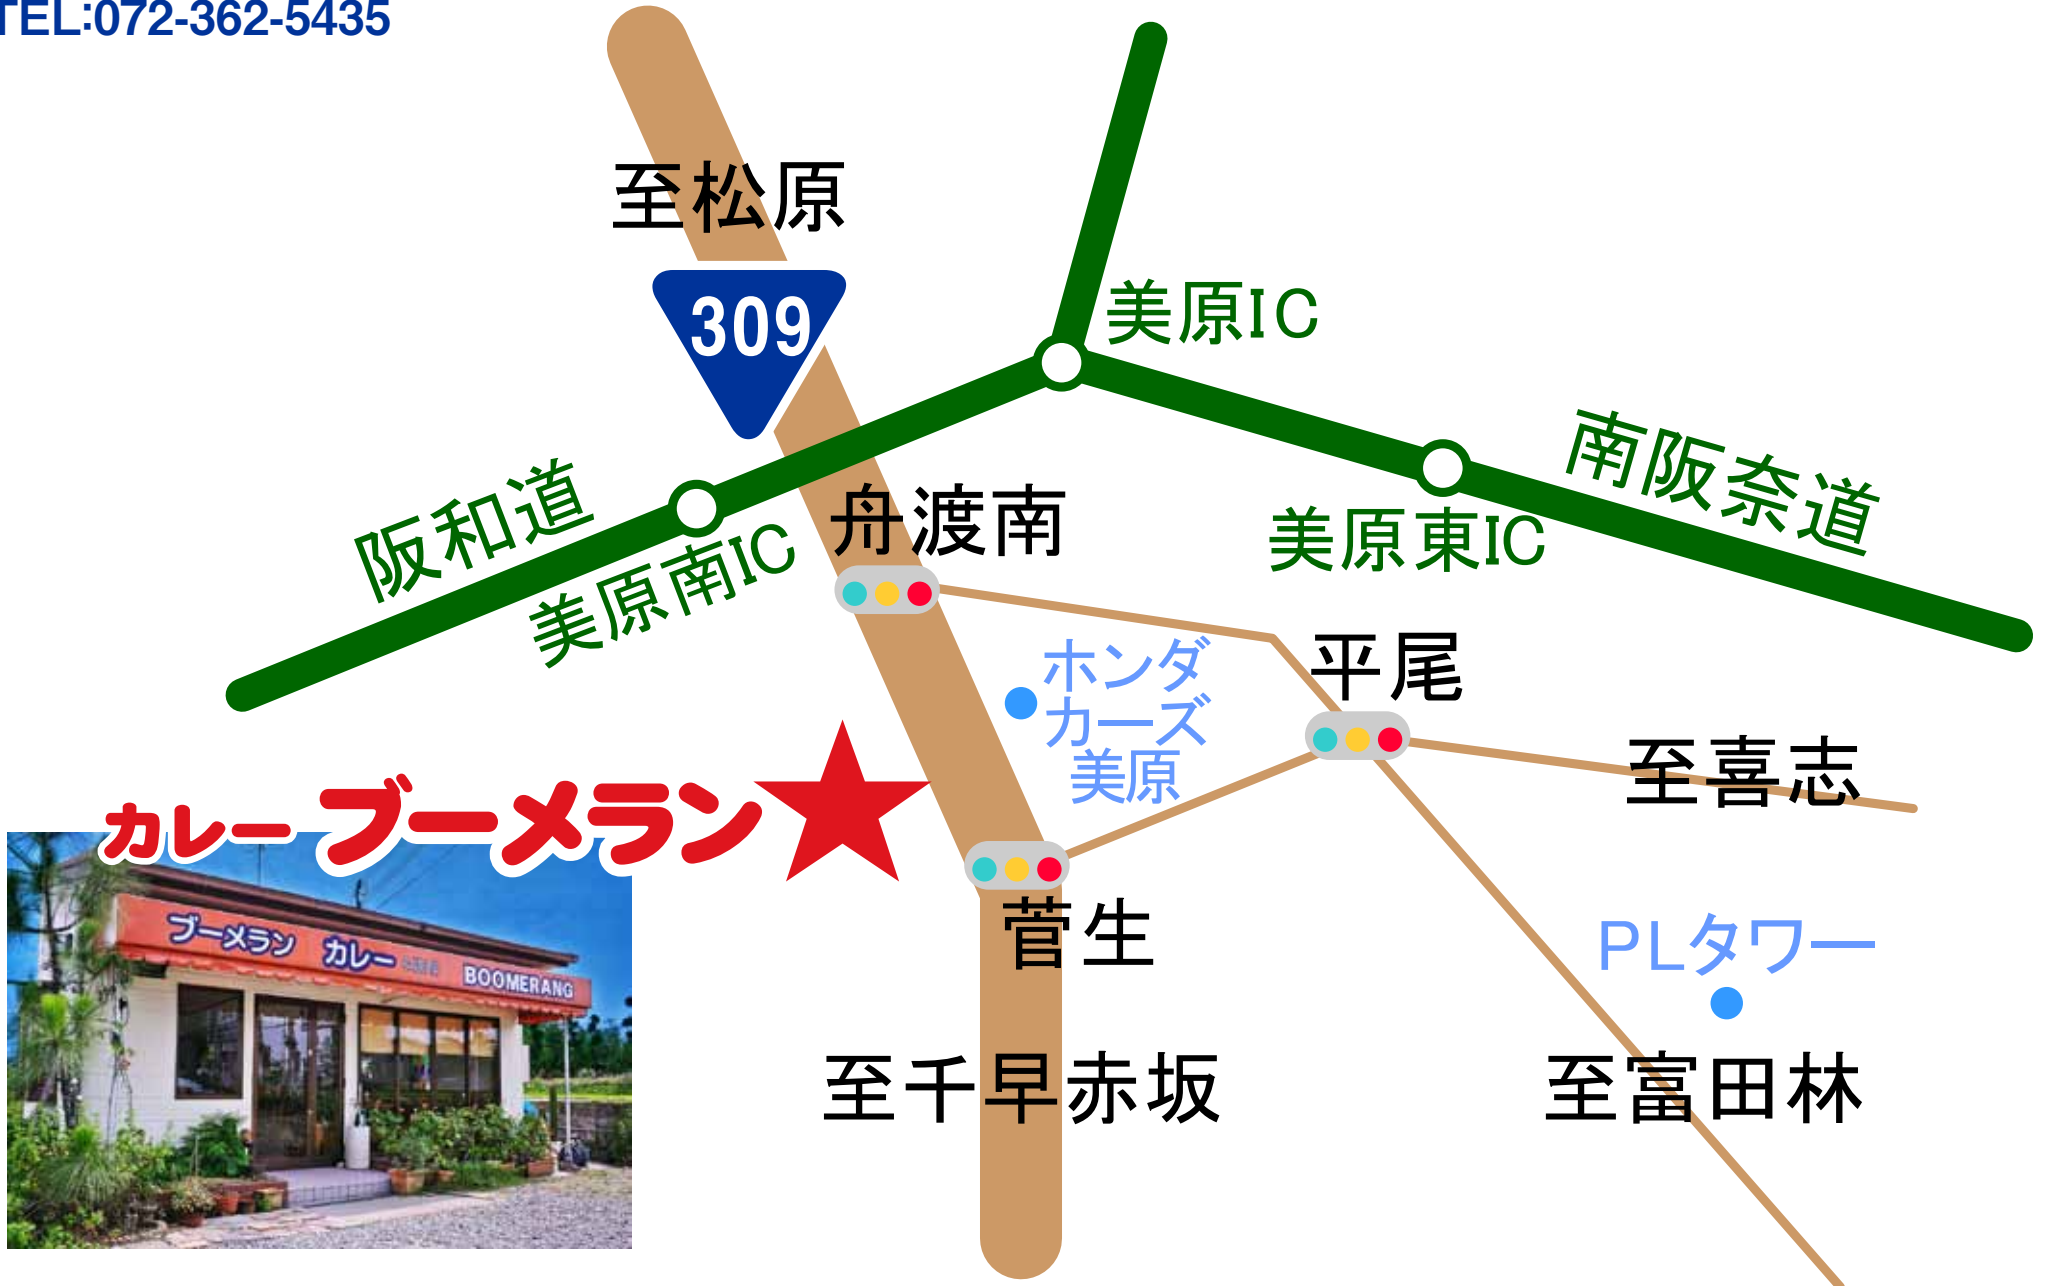 TEL:072-362-5435
至松原
309
美原IC
南阪奈道
阪和道
美原南IC
舟渡南
美原東IC
ホンダ
カーズ
美原
平尾
至喜志
カレー ブーメラン
ブーメラン カレー BOOMERANG
菅生
PLタワー
至千早赤坂
至富田林